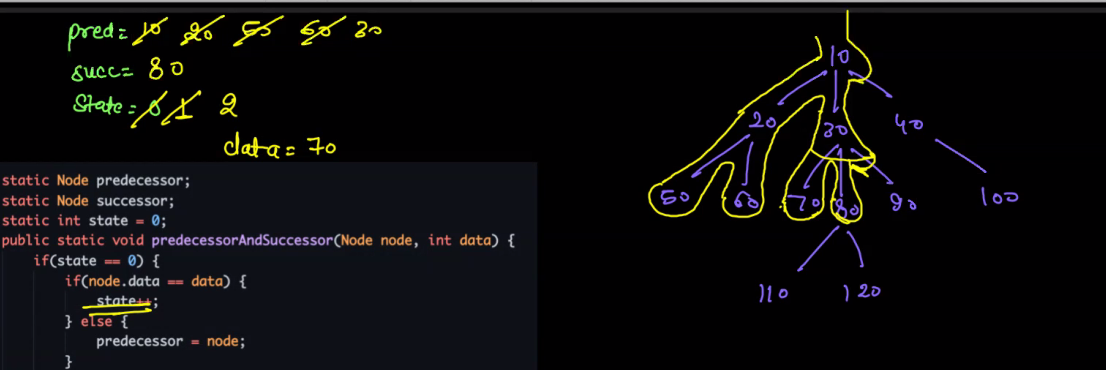 pred = 10 20 50 60 30
succ = 80
State = 0 1 2
data = 70
static Node predecessor;
static Node successor;
static int state = 0;
public static void predecessorAndSuccessor(Node node, int data) {
if(state == 0) {
if(node.data == data) {
state++;
} else {
predecessor = node;
}
10
20 30 40
50 60 70 80 90 100
110 120